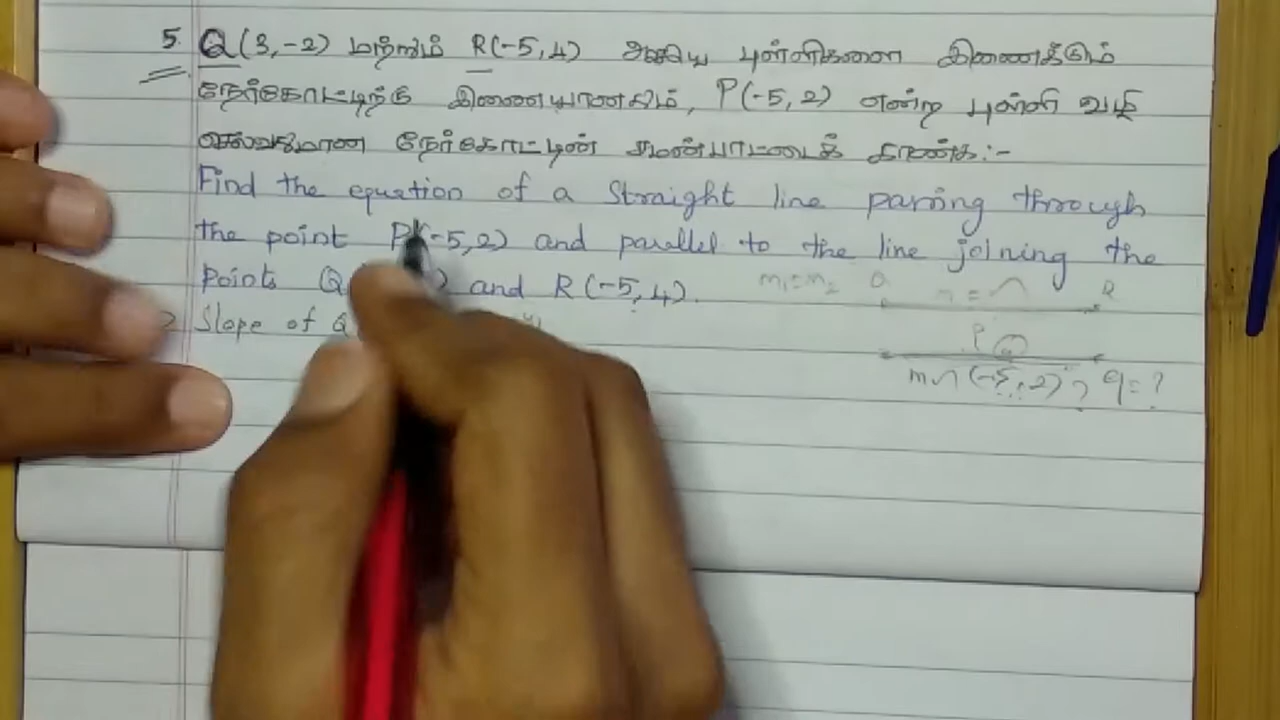 5. Q(3,-2) மற்றும் R(-5,4) ஆகிய புள்ளிகளை இணைக்கும்
நேர்கோட்டிற்கு இணையானதும், P(-5,2) என்ற புள்ளி வழி
செல்வதுமான நேர்கோட்டின் சமன்பாட்டைக் காண்க:-
Find the equation of a Straight line passing through
the point P(-5,2) and parallel to the line joining the
points Q ) and R(-5,4).
m₁=m₂ Q R
Slope of Q
P
(-5,2), eq=?